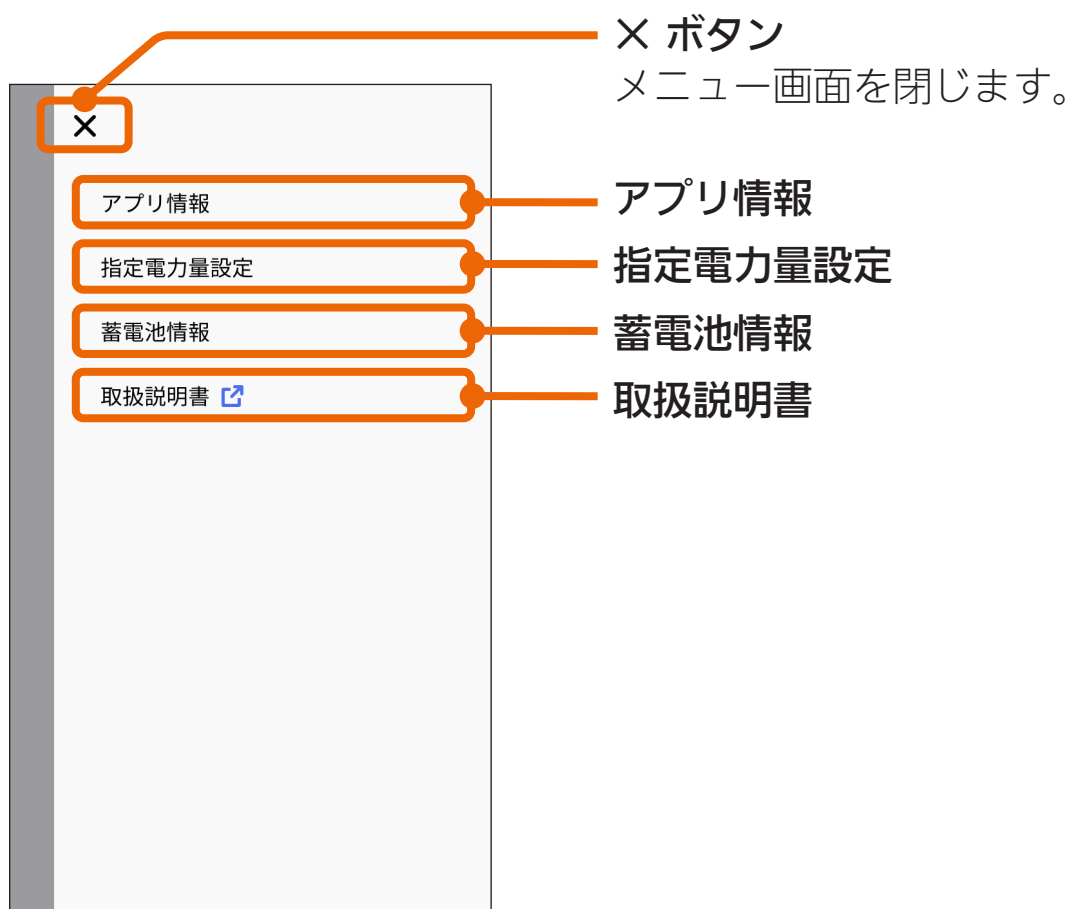 × ボタン
メニュー画面を閉じます。
×
アプリ情報
アプリ情報
指定電力量設定
指定電力量設定
蓄電池情報
蓄電池情報
取扱説明書
取扱説明書